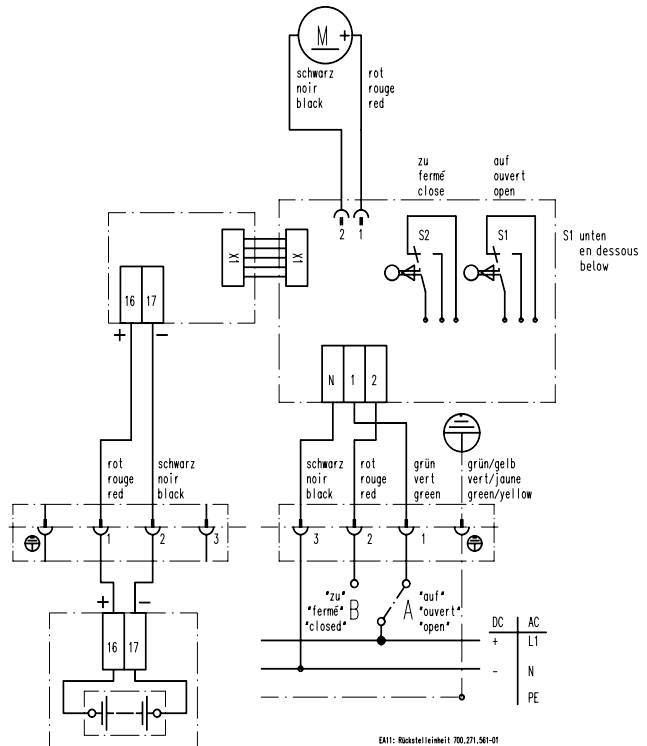 M +
schwarz
noir
black
rot
rouge
red
zu
fermé
close
auf
ouvert
open
2 1
S2
S1
S1 unten
en dessous
below
X1
X1
16 17
+ –
N 1 2
rot
rouge
red
schwarz
noir
black
schwarz
noir
black
rot
rouge
red
grün
vert
green
grün/gelb
vert/jaune
green/yellow
1 2 3
3 2 1
+ –
16 17
"zu"
"fermé"
"closed"
B
A
"auf"
"ouvert"
"open"
DC AC
+ L1
- N
PE
EA11: Rückstelleinheit 700.271.561-01